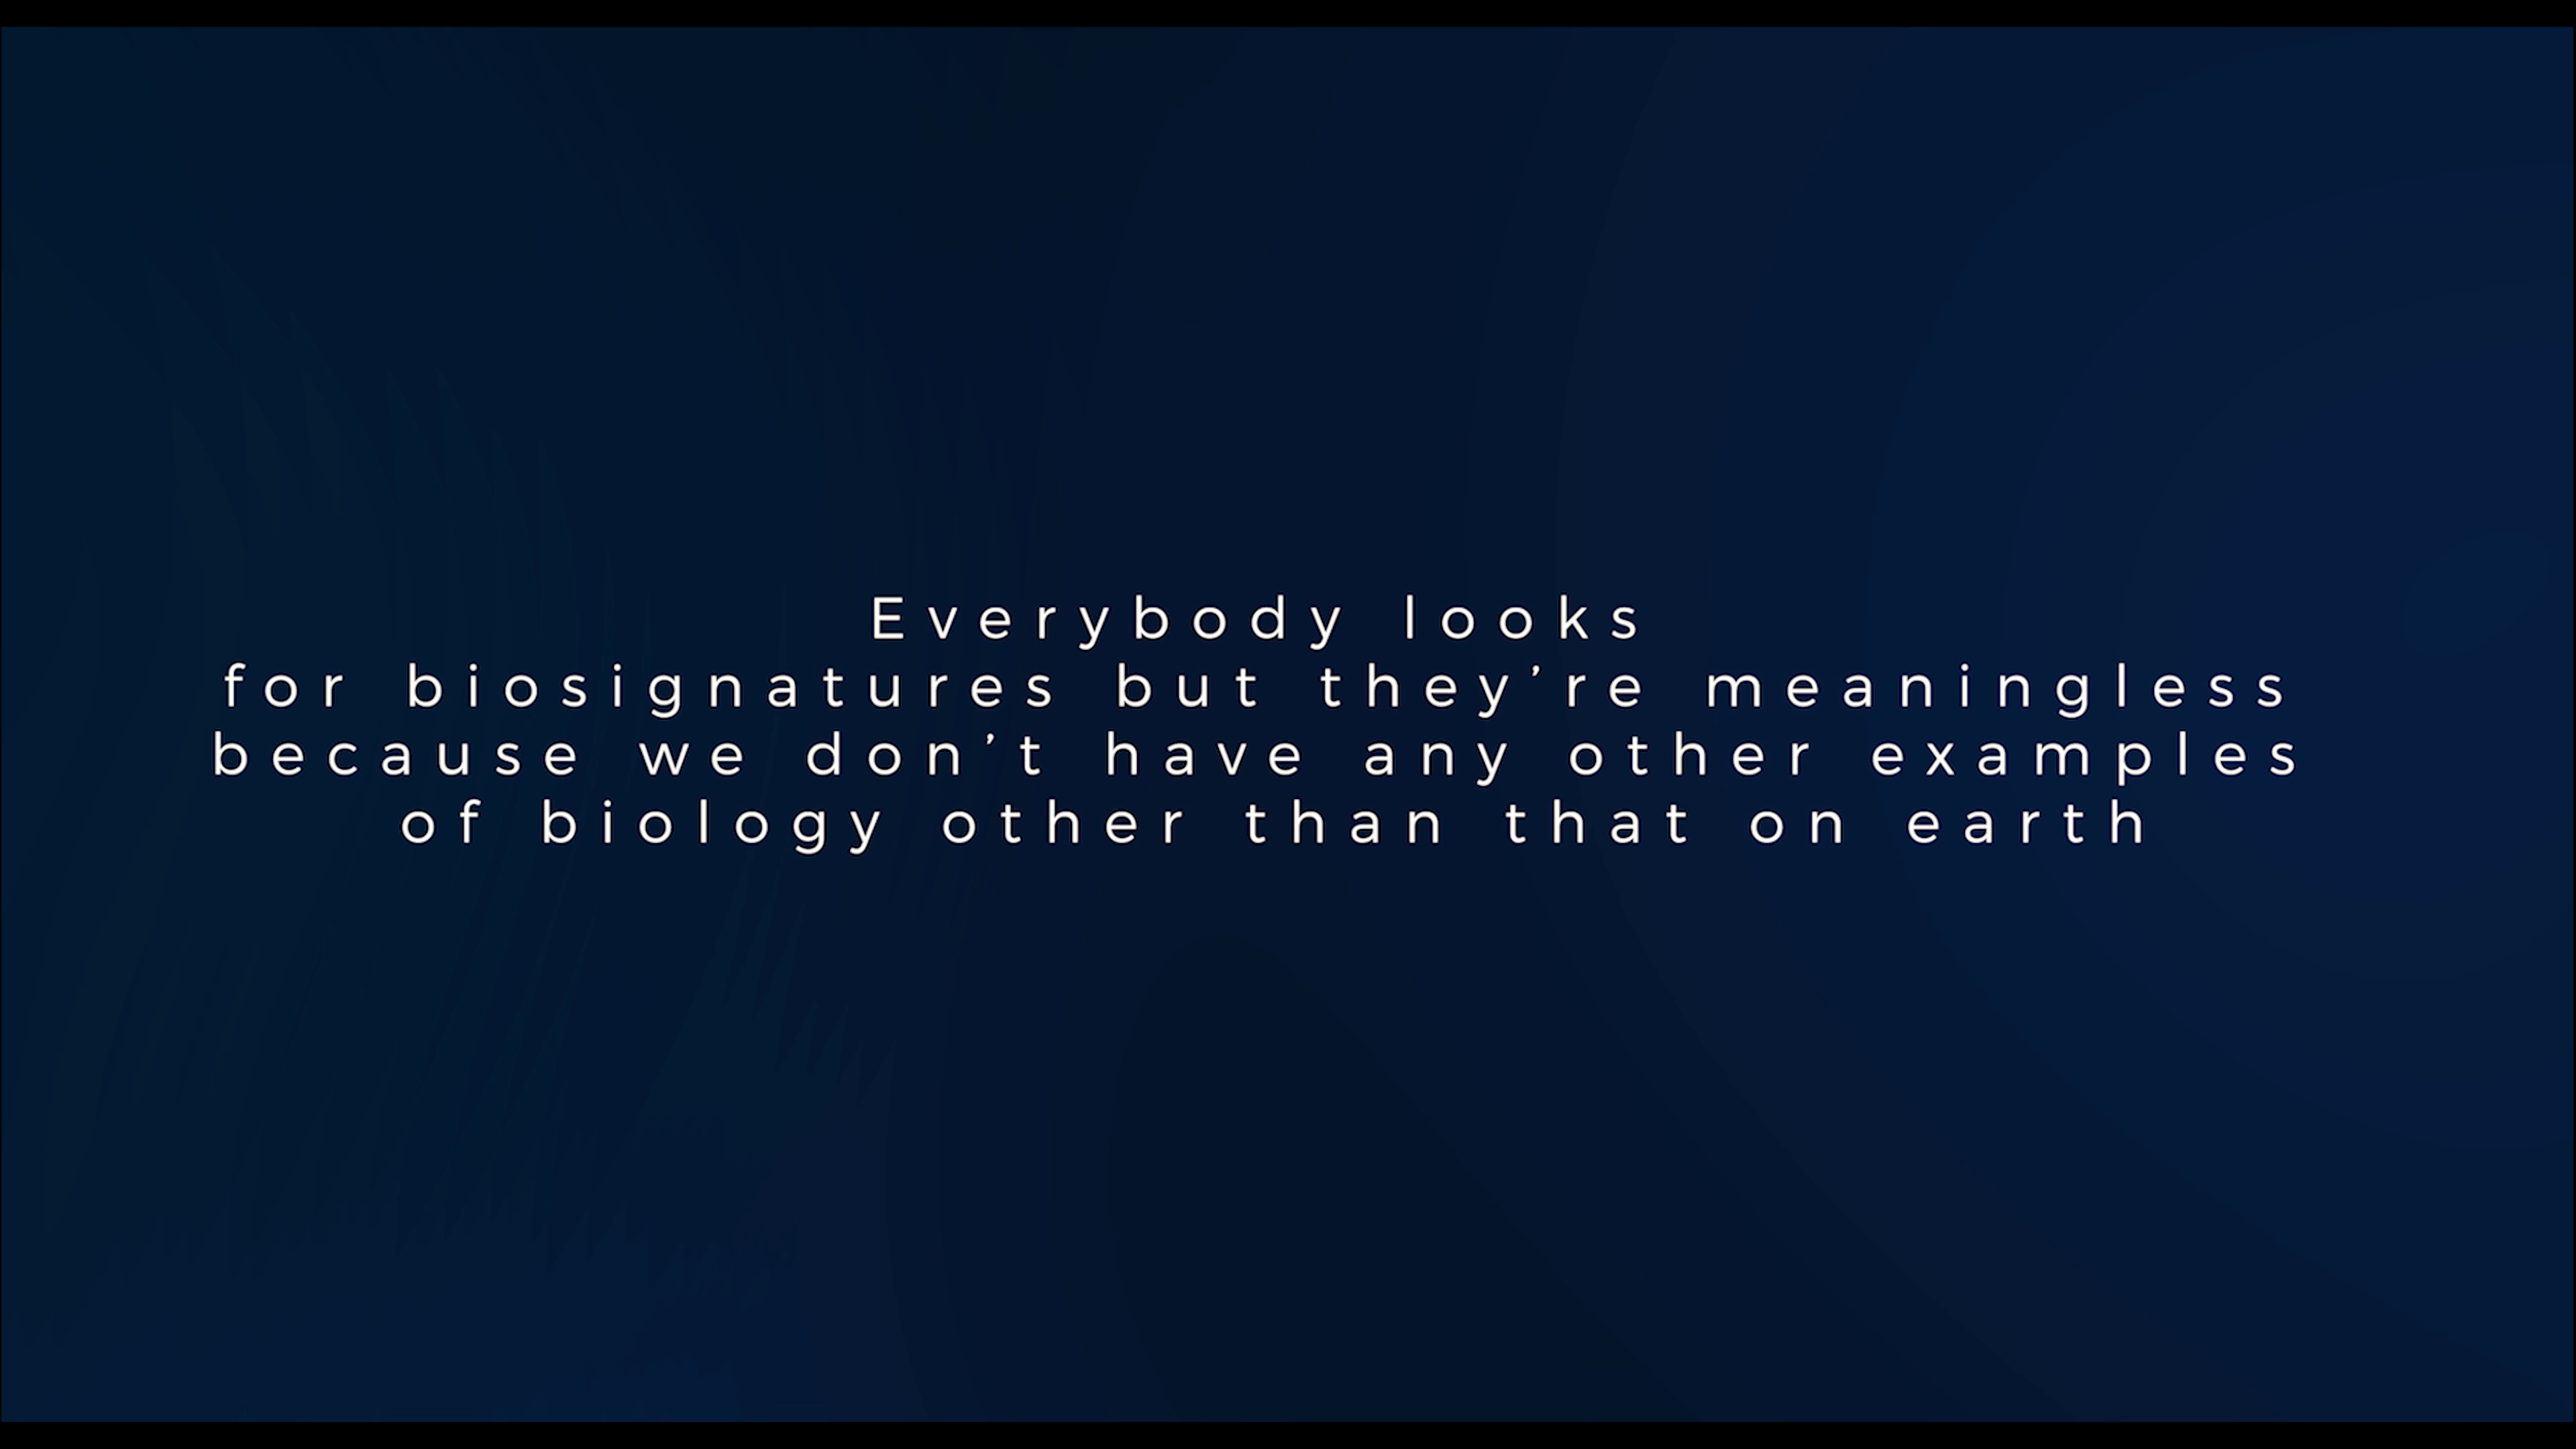 Everybody looks
for biosignatures but they’re meaningless
because we don’t have any other examples
of biology other than that on earth